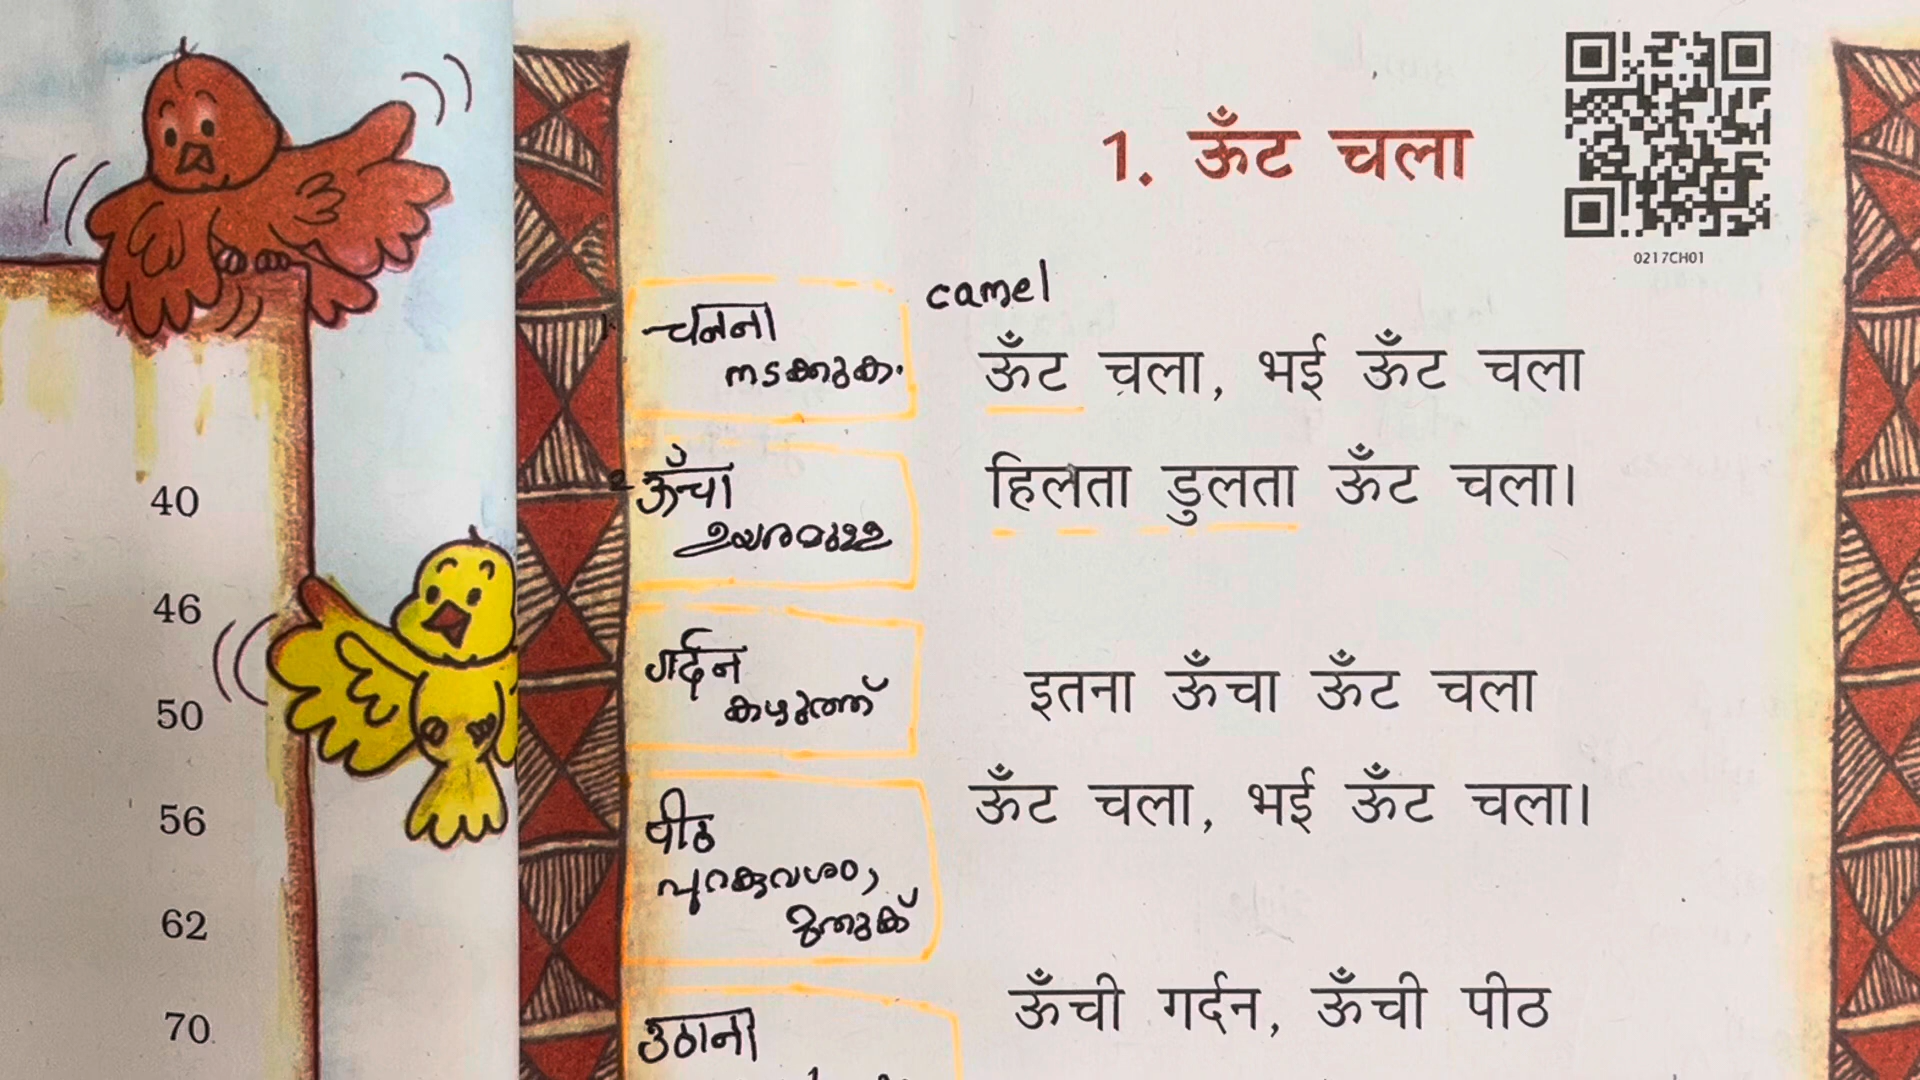 40
46
50
56
62
70
1. ऊँट चला
0217CH01
camel
चलना
നടക്കുക.
ऊँचा
ഉയരമുള്ള
गर्दन
കഴുത്ത്
पीठ
പുറകുവശം,
മുതുക്
उठाना
ऊँट चला, भई ऊँट चला
हिलता डुलता ऊँट चला।
इतना ऊँचा ऊँट चला
ऊँट चला, भई ऊँट चला।
ऊँची गर्दन, ऊँची पीठ